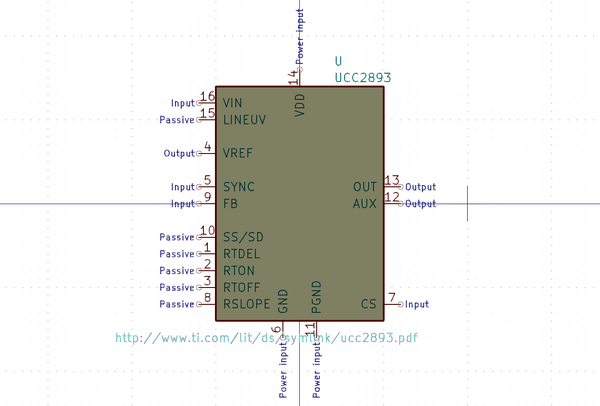 Power input
14
U
UCC2893
VDD
Input 16 VIN
Passive 15 LINEUV
Output 4 VREF
Input 5 SYNC
OUT 13 Output
Input 9 FB
AUX 12 Output
Passive 10 SS/SD
Passive 1 RTDEL
Passive 2 RTON
Passive 3 RTOFF
Passive 8 RSLOPE
CS 7 Input
GND
PGND
6
11
http://www.ti.com/lit/ds/symlink/ucc2893.pdf
Power input
Power input